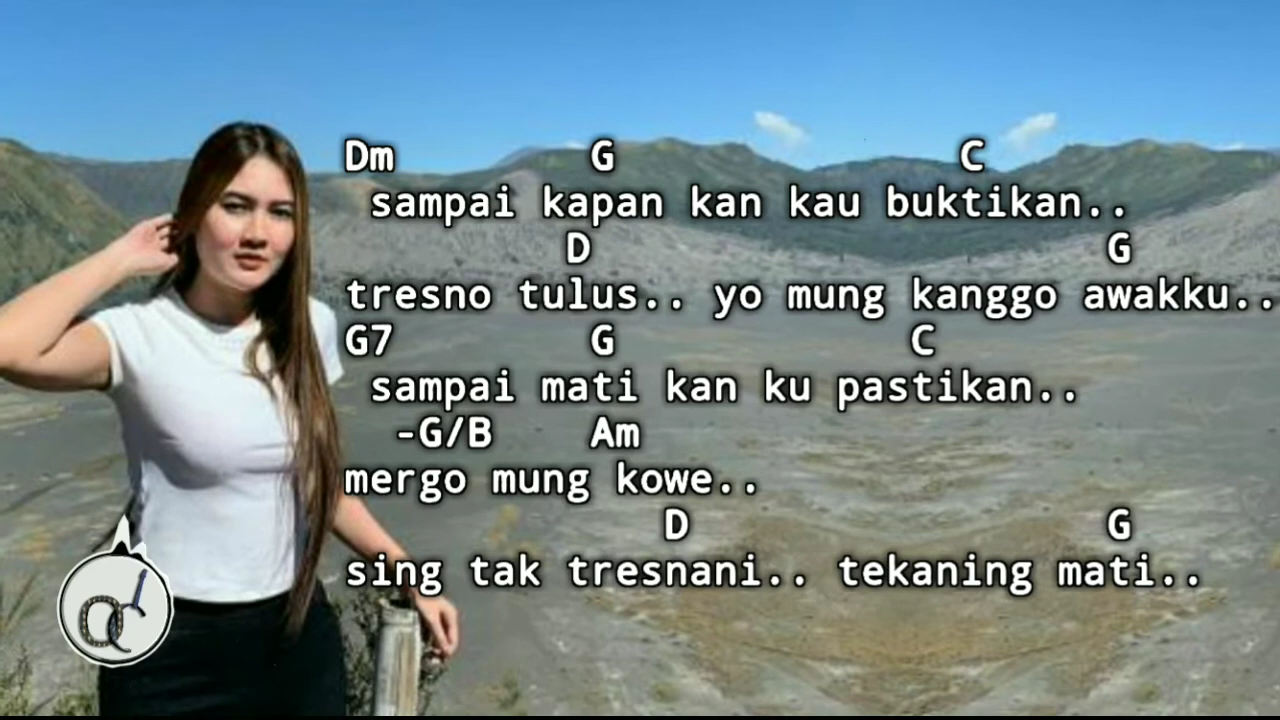 Dm G C
sampai kapan kan kau buktikan..
D G
tresno tulus.. yo mung kanggo awakku..
G7 G C
sampai mati kan ku pastikan..
-G/B Am
mergo mung kowe..
D G
sing tak tresnani.. tekaning mati..